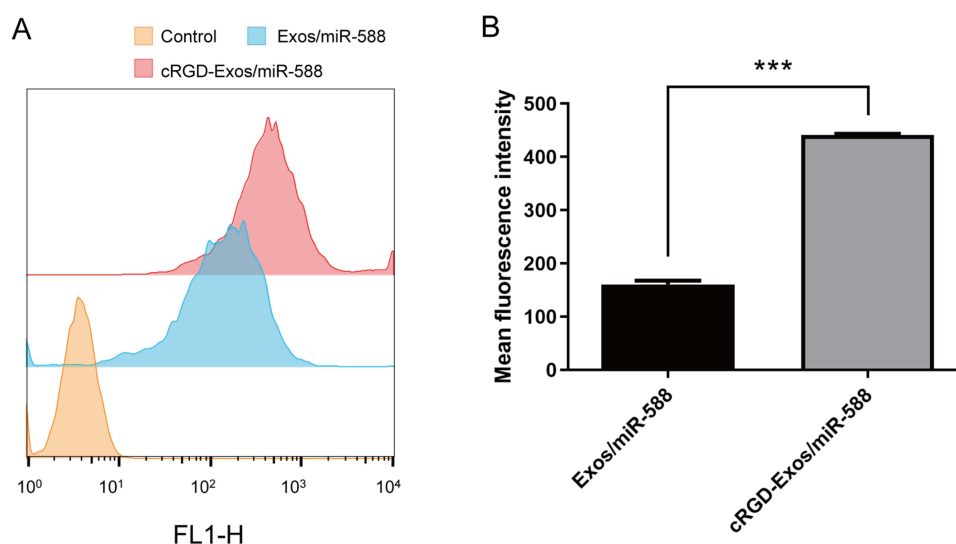 A
Control
Exos/miR-588
cRGD-Exos/miR-588
10⁰
10¹
10²
10³
10⁴
FL1-H
B
***
Mean fluorescence intensity
500
400
300
200
100
0
Exos/miR-588
cRGD-Exos/miR-588